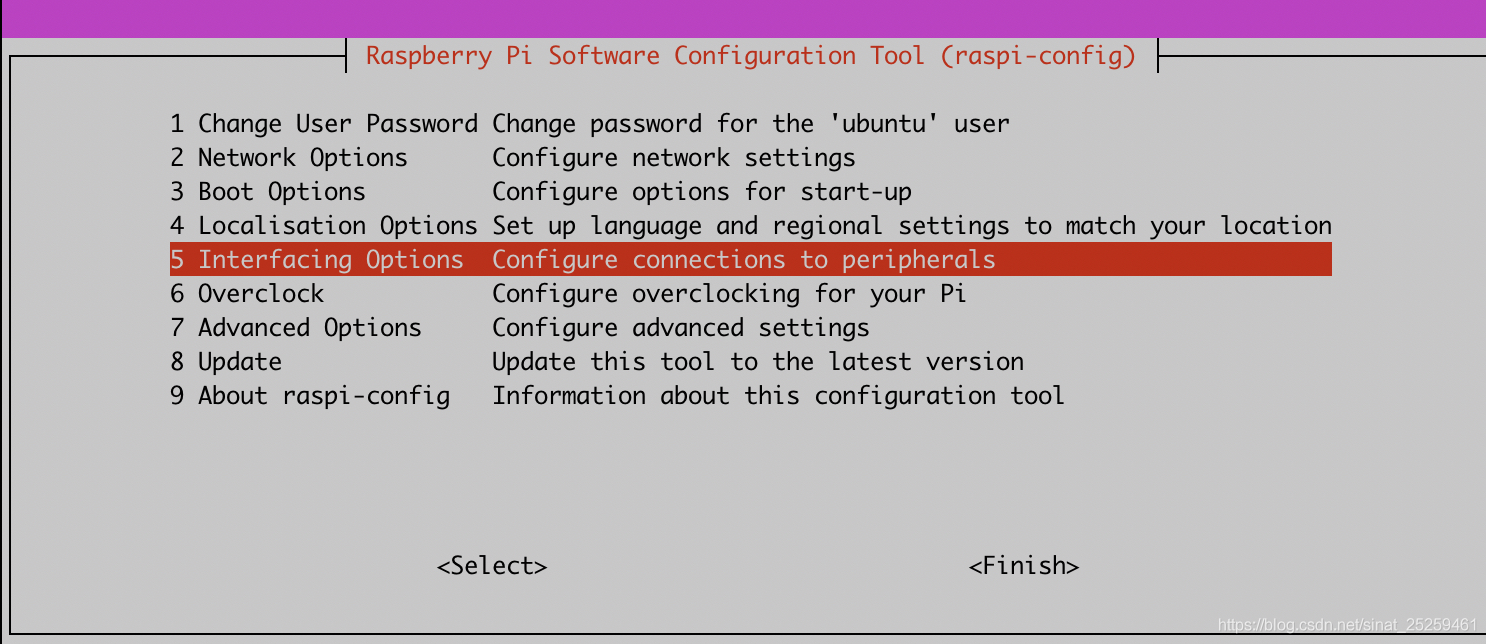 Raspberry Pi Software Configuration Tool (raspi-config)
1 Change User Password Change password for the 'ubuntu' user
2 Network Options Configure network settings
3 Boot Options Configure options for start-up
4 Localisation Options Set up language and regional settings to match your location
5 Interfacing Options Configure connections to peripherals
6 Overclock Configure overclocking for your Pi
7 Advanced Options Configure advanced settings
8 Update Update this tool to the latest version
9 About raspi-config Information about this configuration tool
<Select> <Finish>
https://blog.csdn.net/sinat_25259461